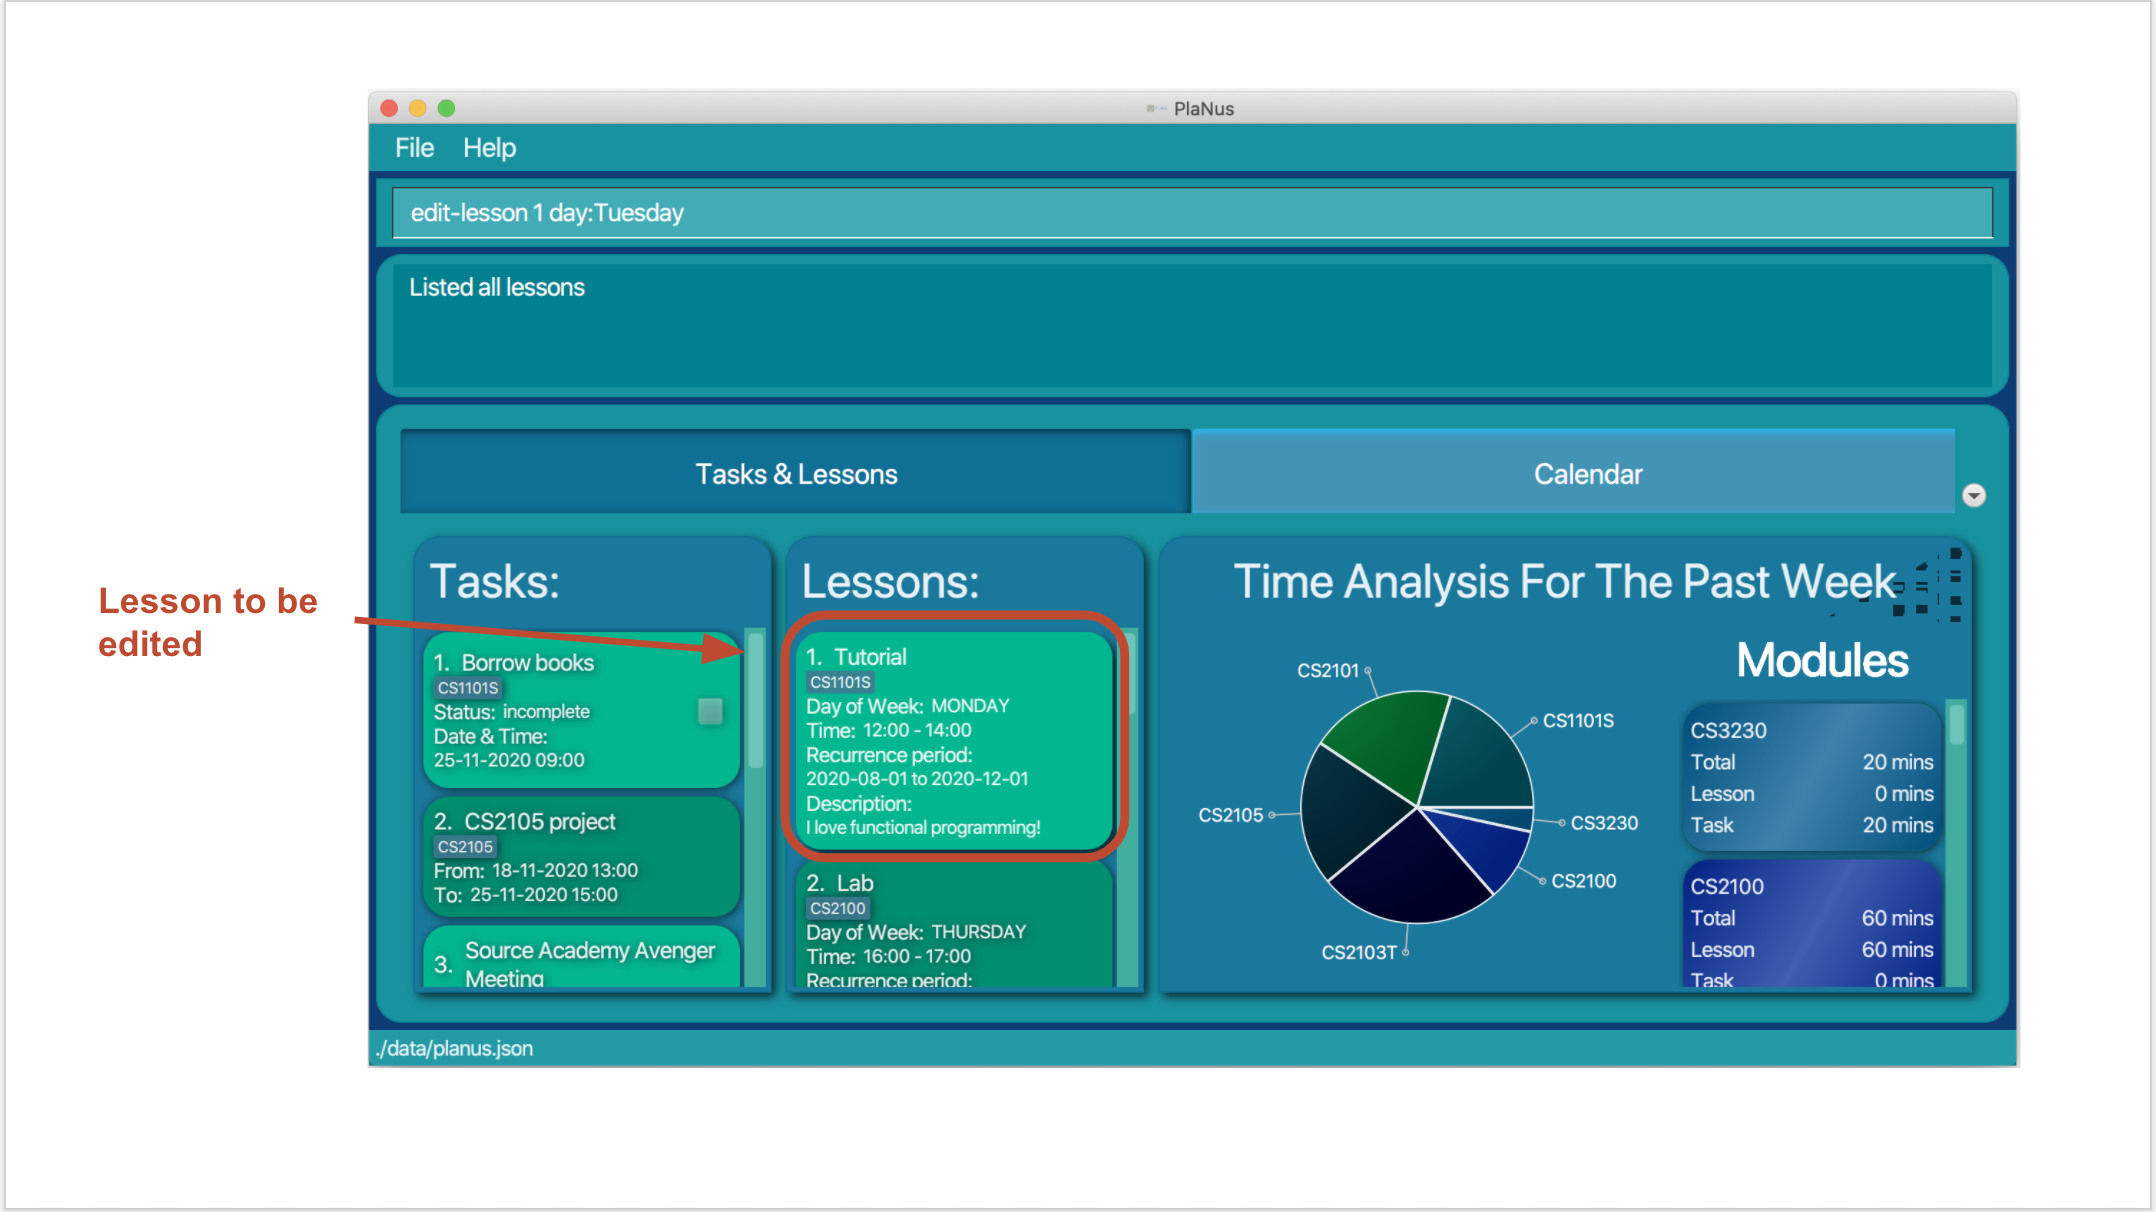 PlaNus
File Help
edit-lesson 1 day:Tuesday
Listed all lessons
Tasks & Lessons
Calendar
Lesson to be
edited
Tasks:
1. Borrow books
CS1101S
Status: incomplete
Date & Time:
25-11-2020 09:00
2. CS2105 project
CS2105
From: 18-11-2020 13:00
To: 25-11-2020 15:00
3. Source Academy Avenger
Meeting
Lessons:
1. Tutorial
CS1101S
Day of Week: MONDAY
Time: 12:00 - 14:00
Recurrence period:
2020-08-01 to 2020-12-01
Description:
I love functional programming!
2. Lab
CS2100
Day of Week: THURSDAY
Time: 16:00 - 17:00
Recurrence period:
Time Analysis For The Past Week
CS2101
CS1101S
CS2105
CS3230
CS2100
CS2103T
Modules
CS3230
Total 20 mins
Lesson 0 mins
Task 20 mins
CS2100
Total 60 mins
Lesson 60 mins
Task 0 mins
./data/planus.json